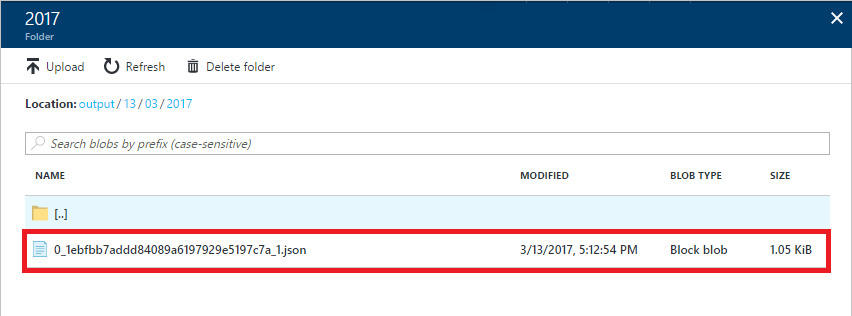 2017
Folder
Upload Refresh Delete folder
Location: output / 13 / 03 / 2017
Search blobs by prefix (case-sensitive)
NAME MODIFIED BLOB TYPE SIZE
[..]
0_1ebfbb7addd84089a6197929e5197c7a_1.json 3/13/2017, 5:12:54 PM Block blob 1.05 KiB